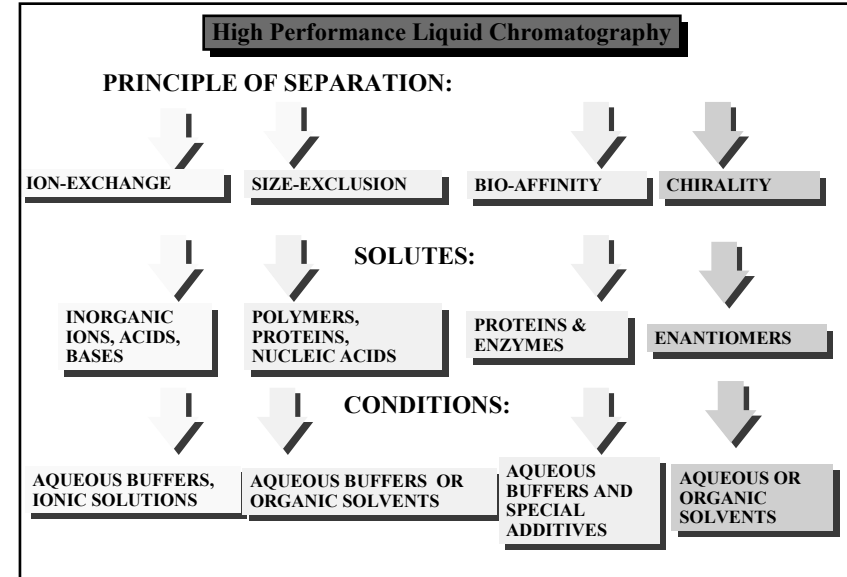 High Performance Liquid Chromatography
PRINCIPLE OF SEPARATION:
ION-EXCHANGE
SIZE-EXCLUSION
BIO-AFFINITY
CHIRALITY
SOLUTES:
INORGANIC
IONS, ACIDS,
BASES
POLYMERS,
PROTEINS,
NUCLEIC ACIDS
PROTEINS &
ENZYMES
ENANTIOMERS
CONDITIONS:
AQUEOUS BUFFERS,
IONIC SOLUTIONS
AQUEOUS BUFFERS OR
ORGANIC SOLVENTS
AQUEOUS
BUFFERS AND
SPECIAL
ADDITIVES
AQUEOUS OR
ORGANIC
SOLVENTS